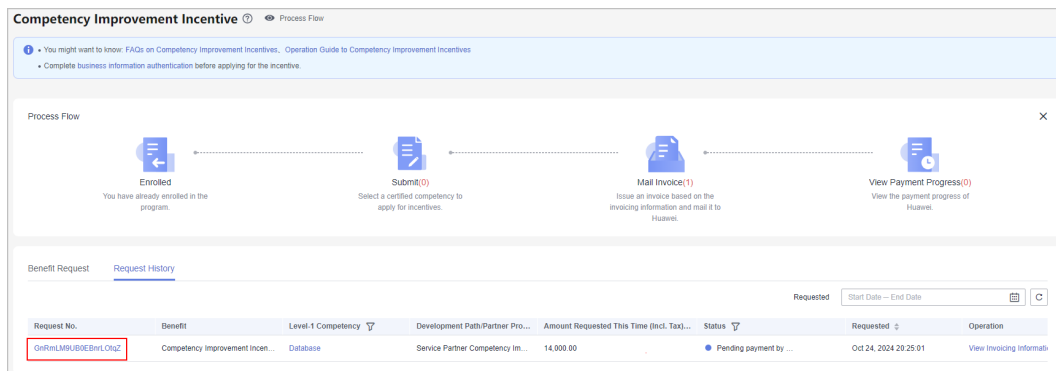 Competency Improvement Incentive Process Flow
• You might want to know: FAQs on Competency Improvement Incentives、Operation Guide to Competency Improvement Incentives
• Complete business information authentication before applying for the incentive.
Process Flow
Enrolled
You have already enrolled in the
program.
Submit(0)
Select a certified competency to
apply for incentives.
Mail Invoice(1)
Issue an invoice based on the
invoicing information and mail it to
Huawei.
View Payment Progress(0)
View the payment progress of
Huawei.
Benefit Request Request History
Requested Start Date – End Date
Request No. Benefit Level-1 Competency Development Path/Partner Pro... Amount Requested This Time (Incl. Tax)... Status Requested Operation
GnRmLM9UB0EBnrLOtqZ Competency Improvement Incen... Database Service Partner Competency Im... 14,000.00 Pending payment by ... Oct 24, 2024 20:25:01 View Invoicing Informati